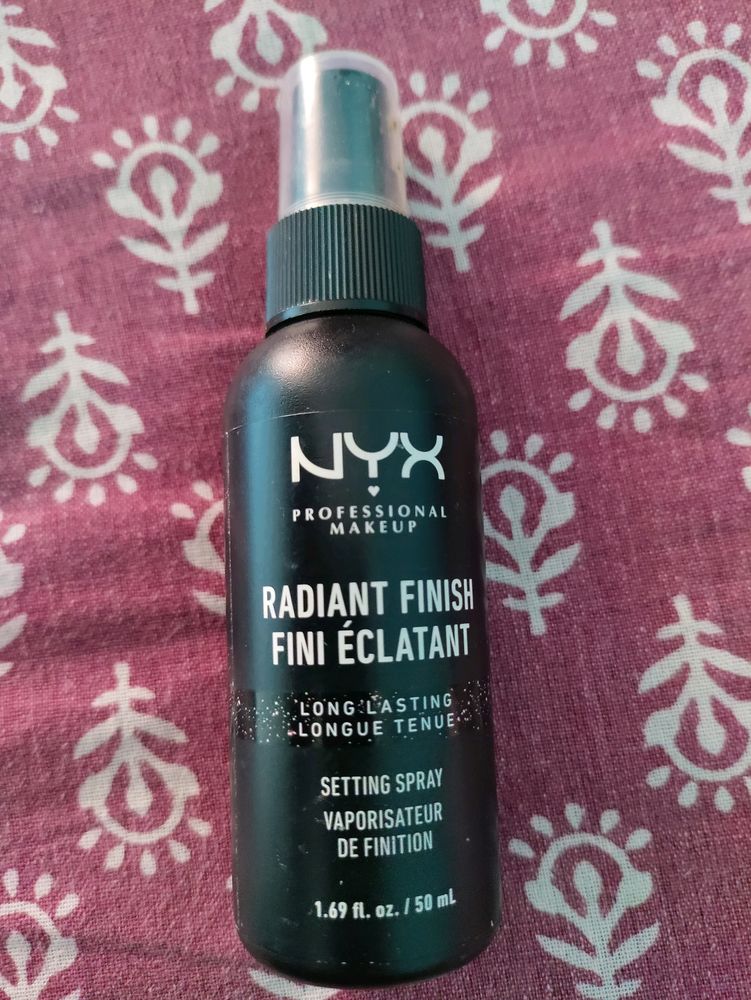 NYX
PROFESSIONAL
MAKEUP
RADIANT FINISH
FINI ÉCLATANT
LONG LASTING
LONGUE TENUE
SETTING SPRAY
VAPORISATEUR
DE FINITION
1.69 fl. oz. / 50 mL